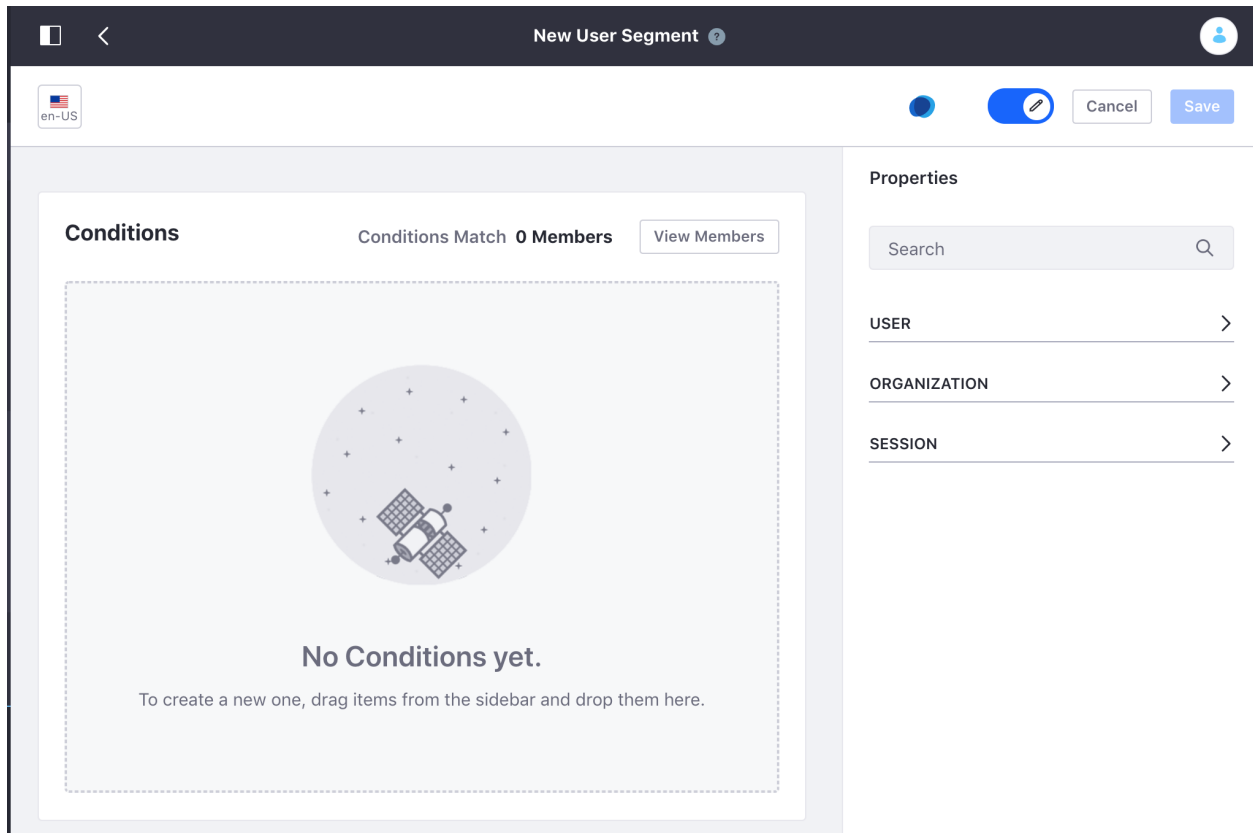 New User Segment ?
en-US
Cancel
Save
Conditions
Conditions Match 0 Members
View Members
No Conditions yet.
To create a new one, drag items from the sidebar and drop them here.
Properties
Search
USER
ORGANIZATION
SESSION